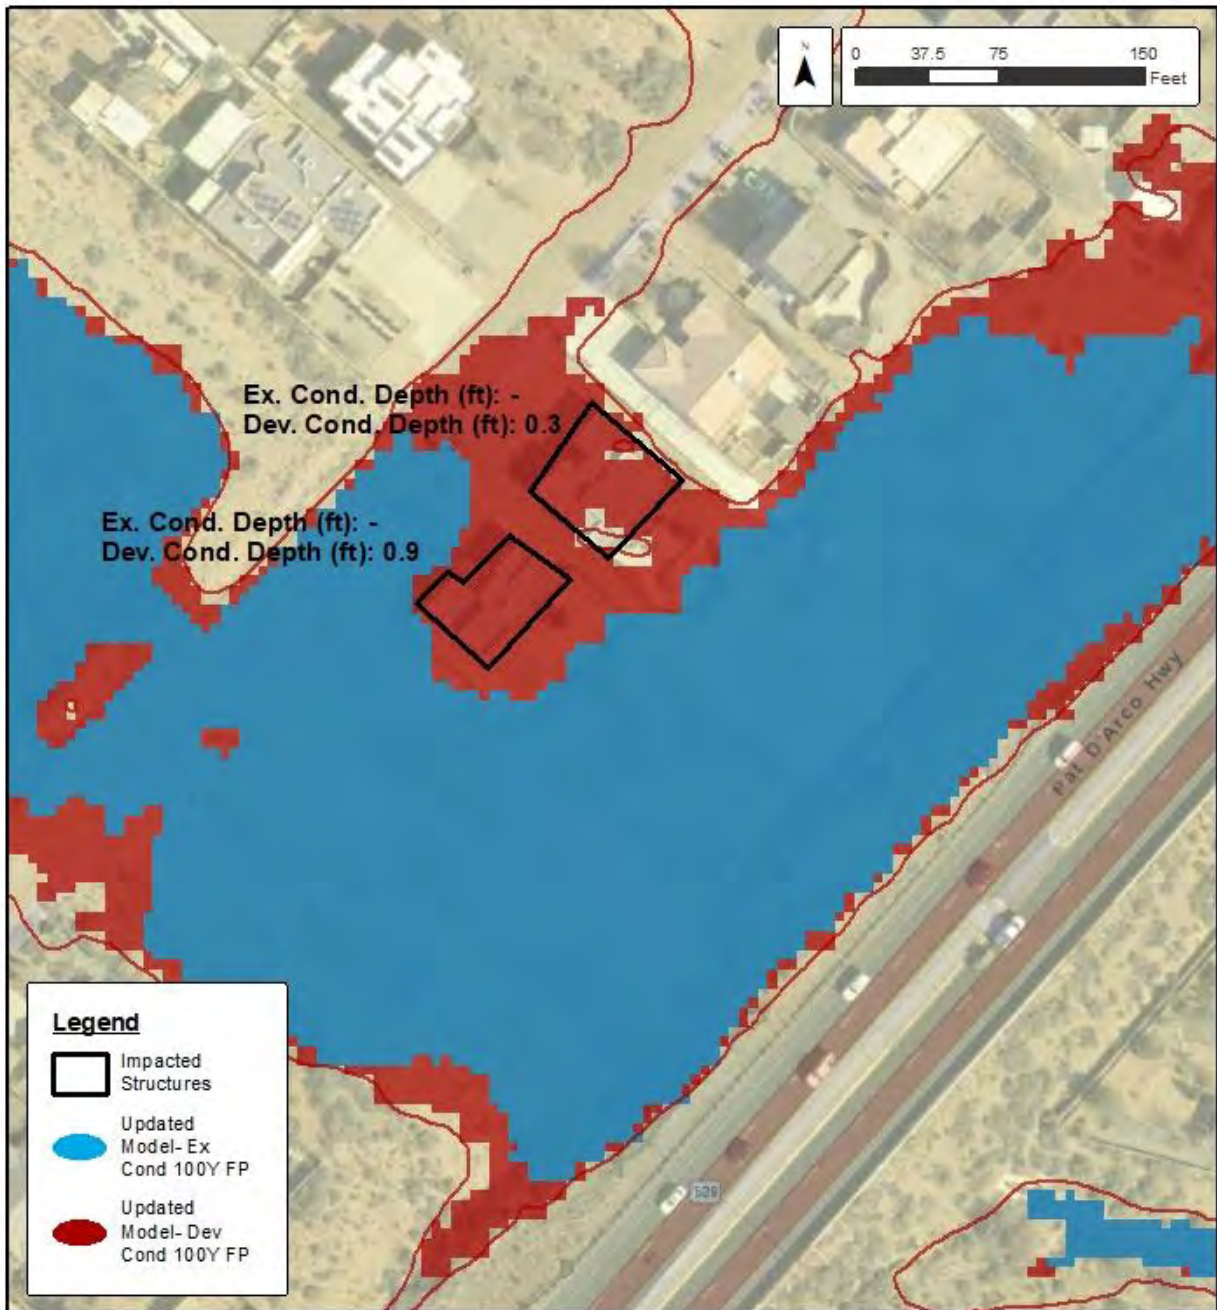 N
0 37.5 75 150
Feet
Ex. Cond. Depth (ft): -
Dev. Cond. Depth (ft): 0.3
Ex. Cond. Depth (ft): -
Dev. Cond. Depth (ft): 0.9
Pat D'Arco Hwy
528
Legend
Impacted
Structures
Updated
Model- Ex
Cond 100Y FP
Updated
Model- Dev
Cond 100Y FP